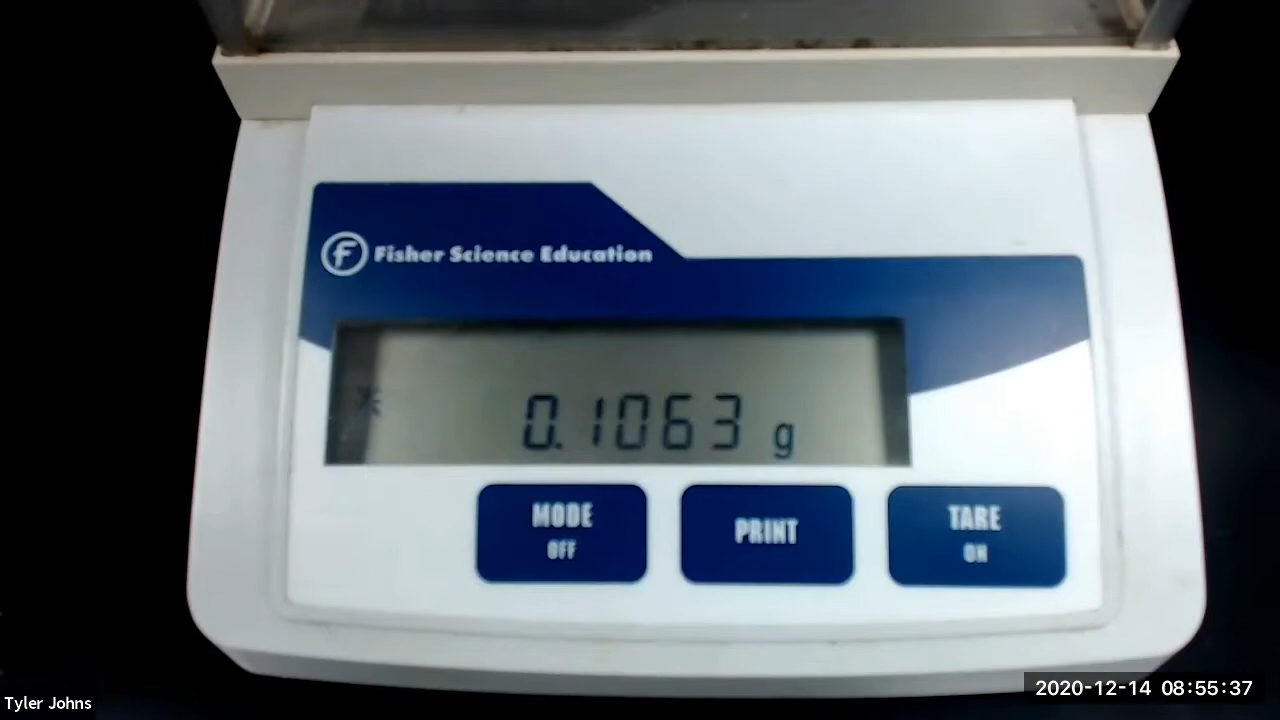 Fisher Science Education
* 0.1063 g
MODE
OFF
PRINT
TARE
ON
Tyler Johns
2020-12-14 08:55:37